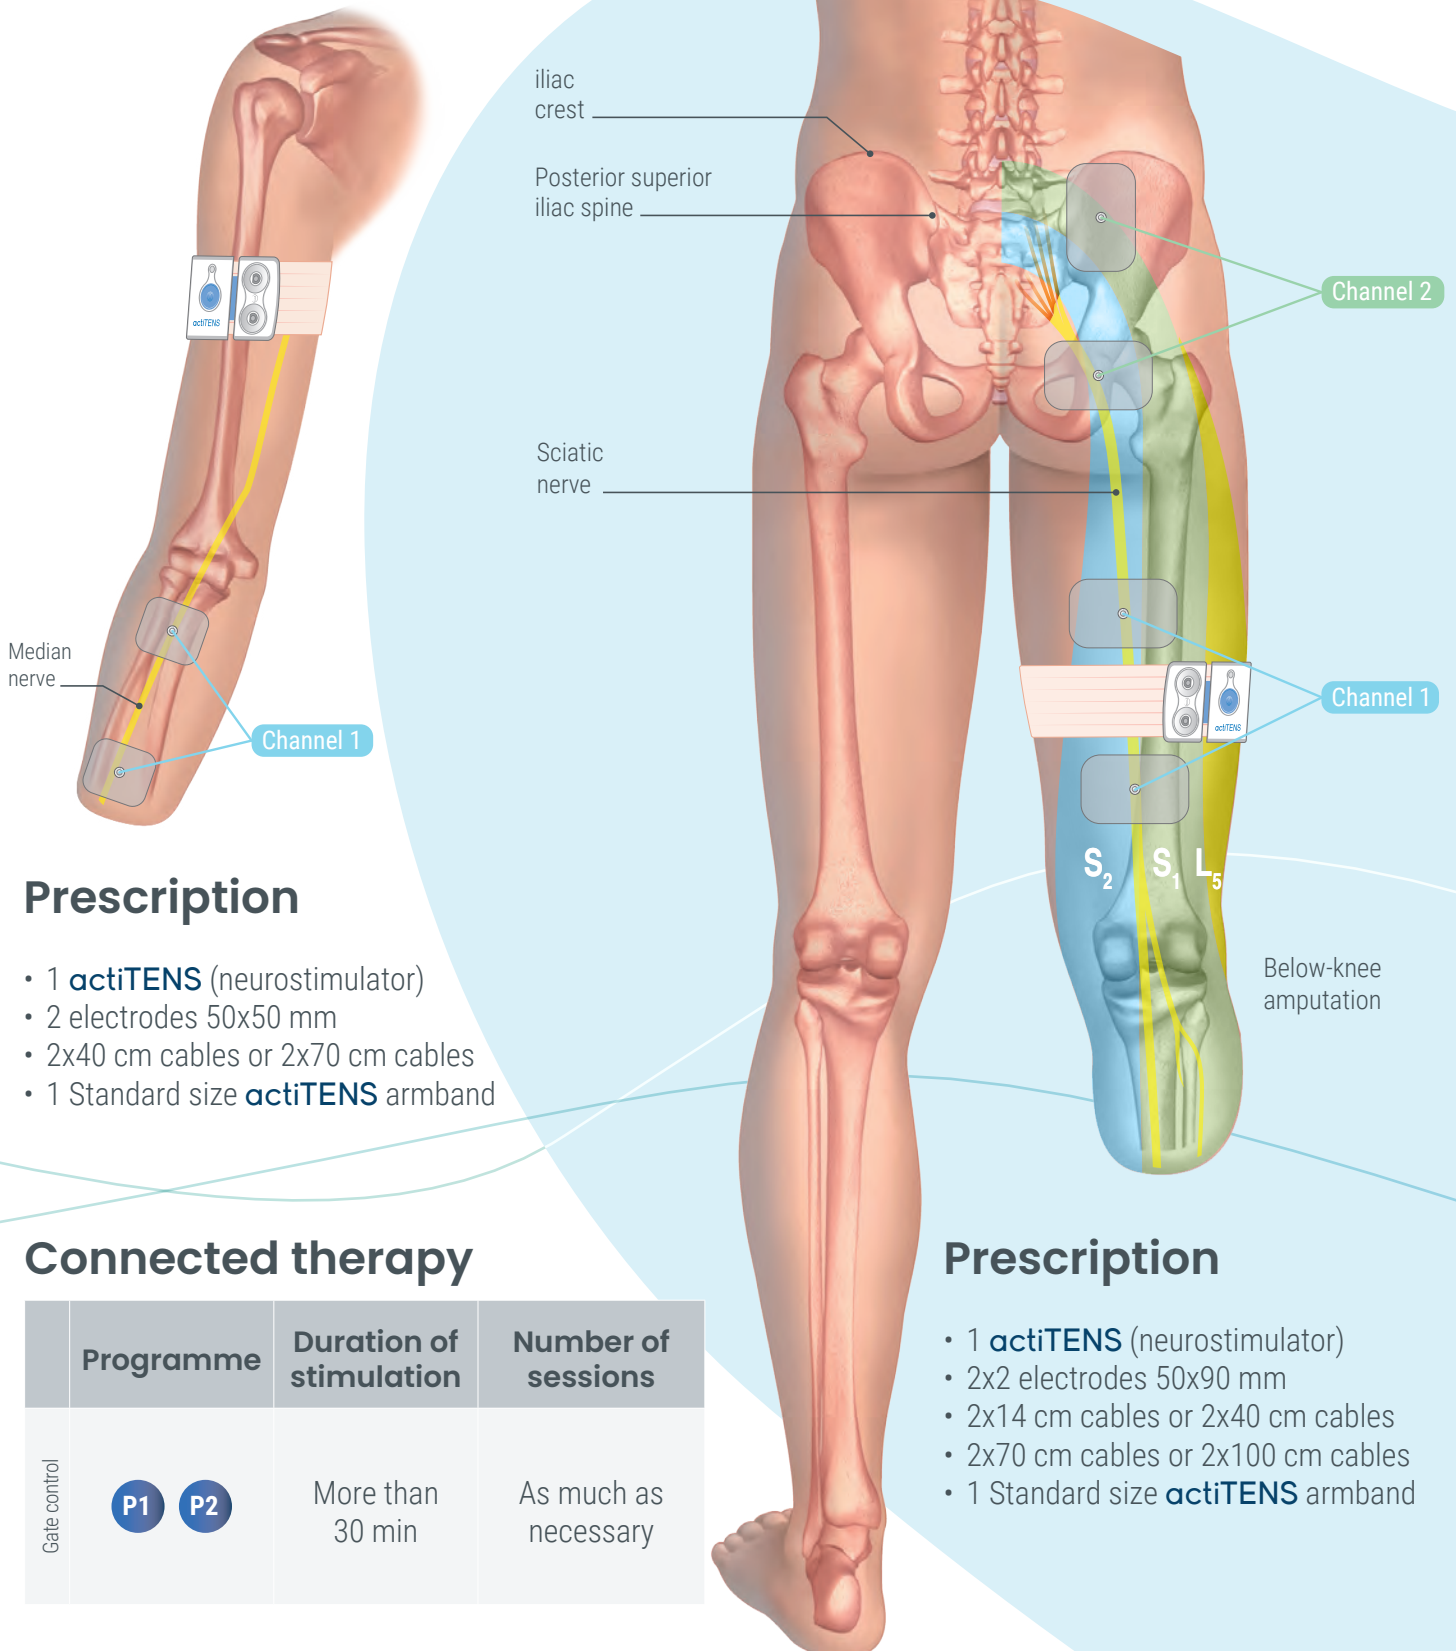 iliac
crest
Posterior superior
iliac spine
Channel 2
actiTENS
Sciatic
nerve
Median
nerve
Channel 1
Channel 1
actiTENS
S2 S1 L5
Below-knee
amputation
Prescription
• 1 actiTENS (neurostimulator)
• 2 electrodes 50x50 mm
• 2x40 cm cables or 2x70 cm cables
• 1 Standard size actiTENS armband
Connected therapy
Programme
Duration of
stimulation
Number of
sessions
Gate control
P1 P2
More than
30 min
As much as
necessary
Prescription
• 1 actiTENS (neurostimulator)
• 2x2 electrodes 50x90 mm
• 2x14 cm cables or 2x40 cm cables
• 2x70 cm cables or 2x100 cm cables
• 1 Standard size actiTENS armband